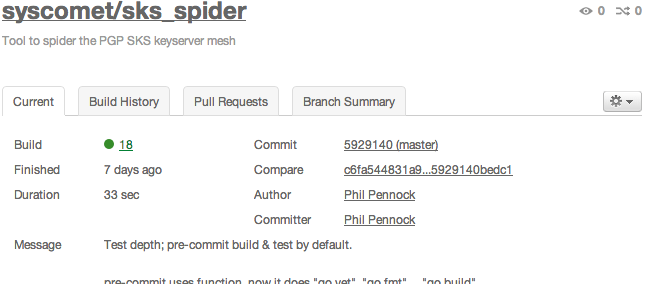 syscomet/sks_spider
0 0
Tool to spider the PGP SKS keyserver mesh
Current Build History Pull Requests Branch Summary
Build 18 Commit 5929140 (master)
Finished 7 days ago Compare c6fa544831a9...5929140bedc1
Duration 33 sec Author Phil Pennock
Committer Phil Pennock
Message Test depth; pre-commit build & test by default.
pre-commit uses function, now it does "go vet", "go fmt", "go build"